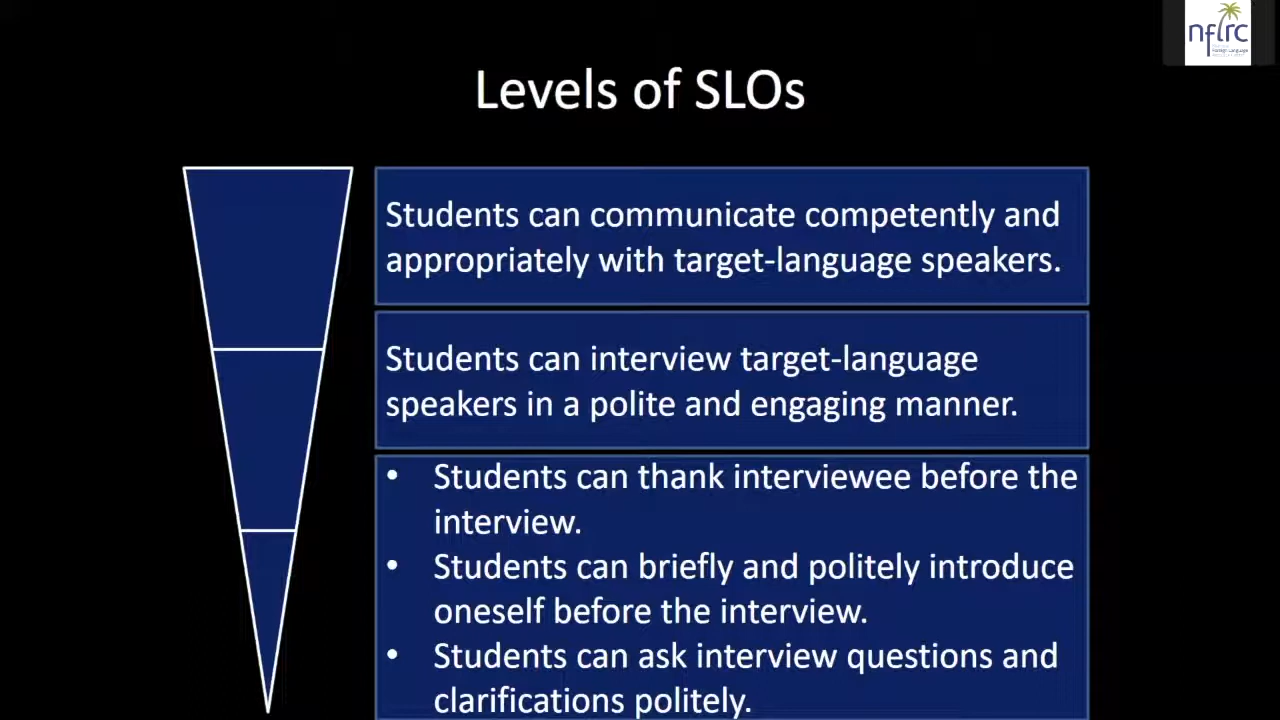 nflrc
Foreign Language
Levels of SLOs
Students can communicate competently and
appropriately with target-language speakers.
Students can interview target-language
speakers in a polite and engaging manner.
• Students can thank interviewee before the
interview.
• Students can briefly and politely introduce
oneself before the interview.
• Students can ask interview questions and
clarifications politely.